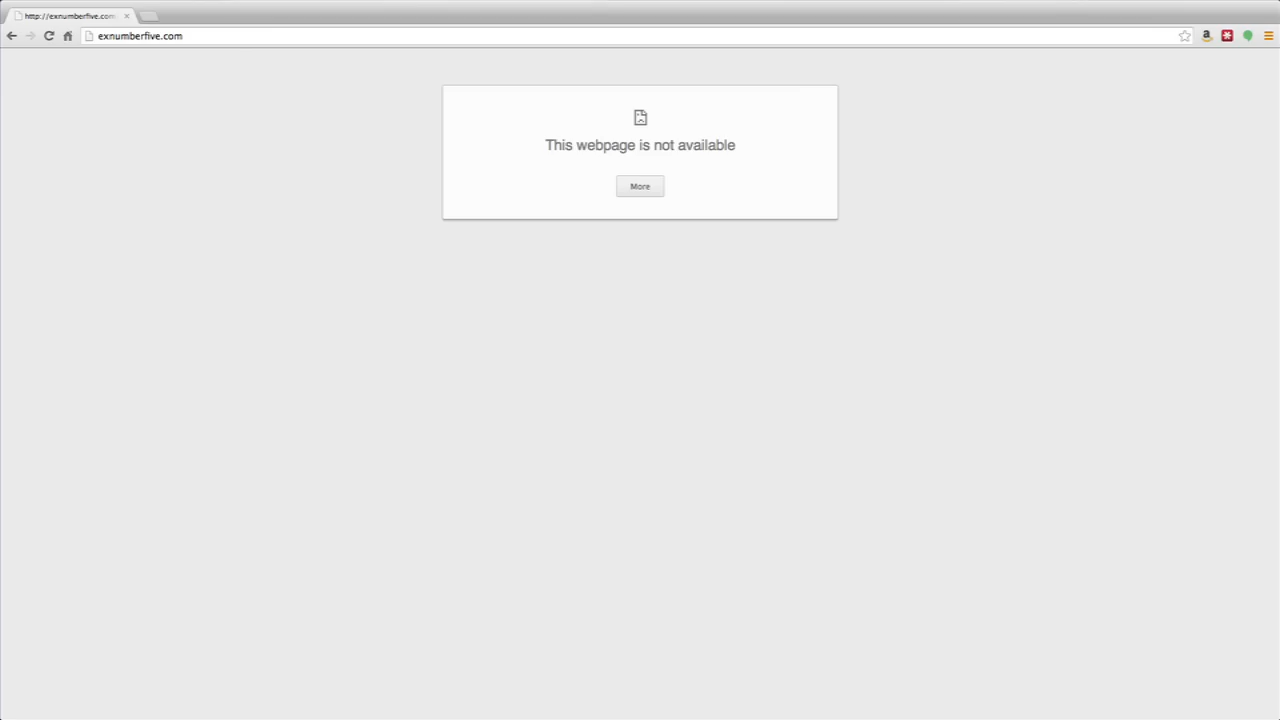 http://exnumberfive.com
exnumberfive.com
a
This webpage is not available
More